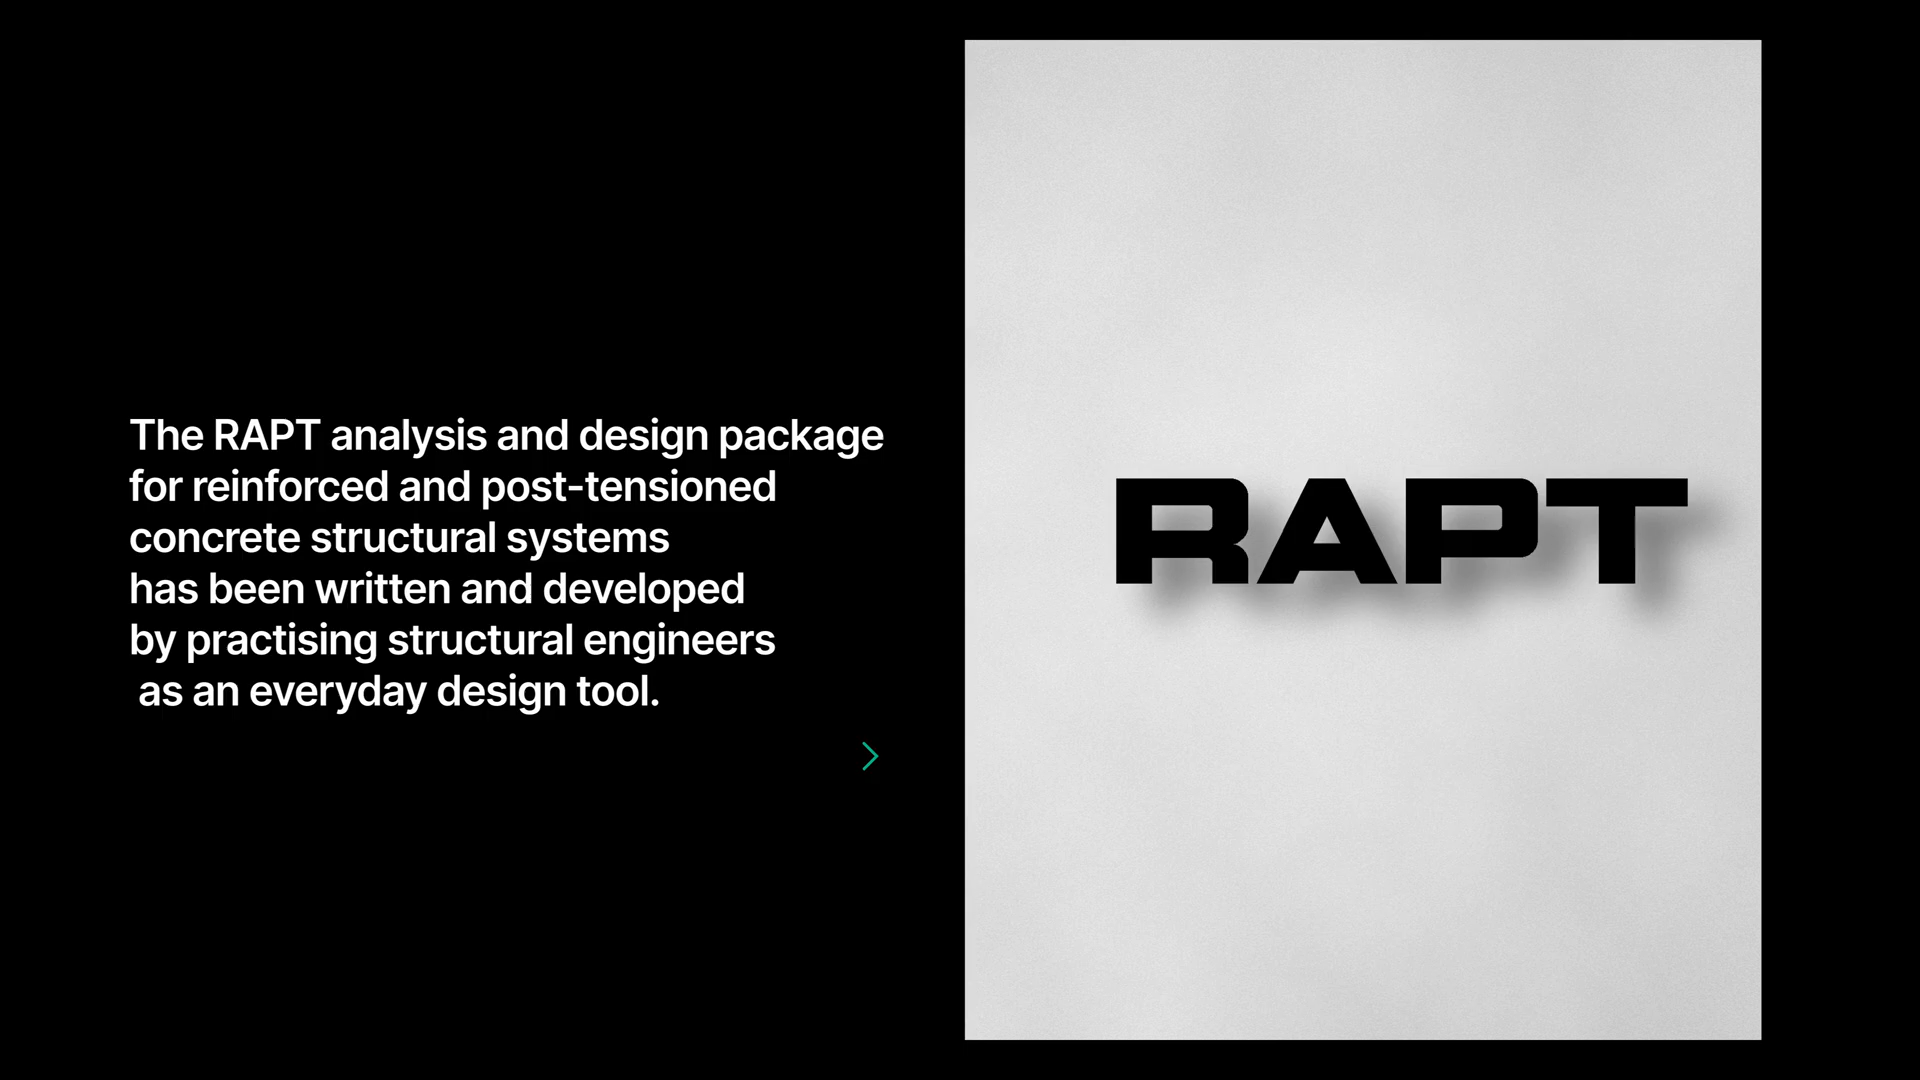 The RAPT analysis and design package
for reinforced and post-tensioned
concrete structural systems
has been written and developed
by practising structural engineers
as an everyday design tool.
RAPT